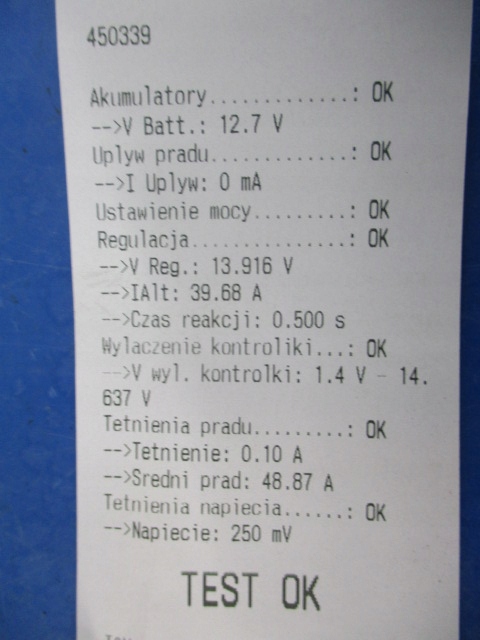 450339
Akumulatory.............: OK
-->V Batt.: 12.7 V
Uplyw pradu.............: OK
-->I Uplyw: 0 mA
Ustawienie mocy.........: OK
Regulacja...............: OK
-->V Reg.: 13.916 V
-->IAlt: 39.68 A
-->Czas reakcji: 0.500 s
Wylaczenie kontroliki...: OK
-->V wyl. kontrolki: 1.4 V - 14.
637 V
Tetnienia pradu.........: OK
-->Tetnienie: 0.10 A
-->Sredni prad: 48.87 A
Tetnienia napiecia......: OK
-->Napiecie: 250 mV
TEST OK